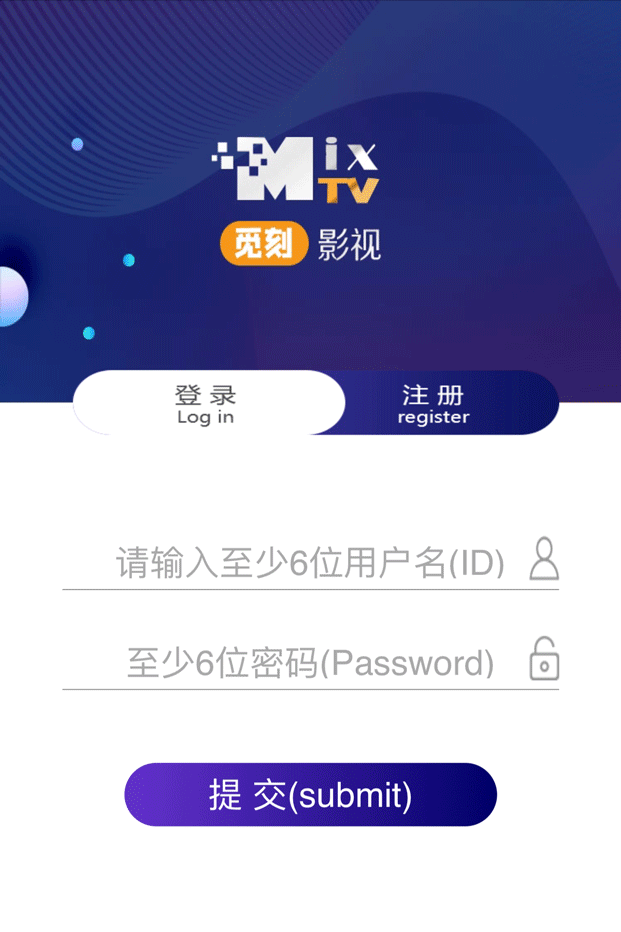 Mix
TV
觅刻 影视
登 录
Log in
注 册
register
请输入至少6位用户名(ID)
至少6位密码(Password)
提 交(submit)